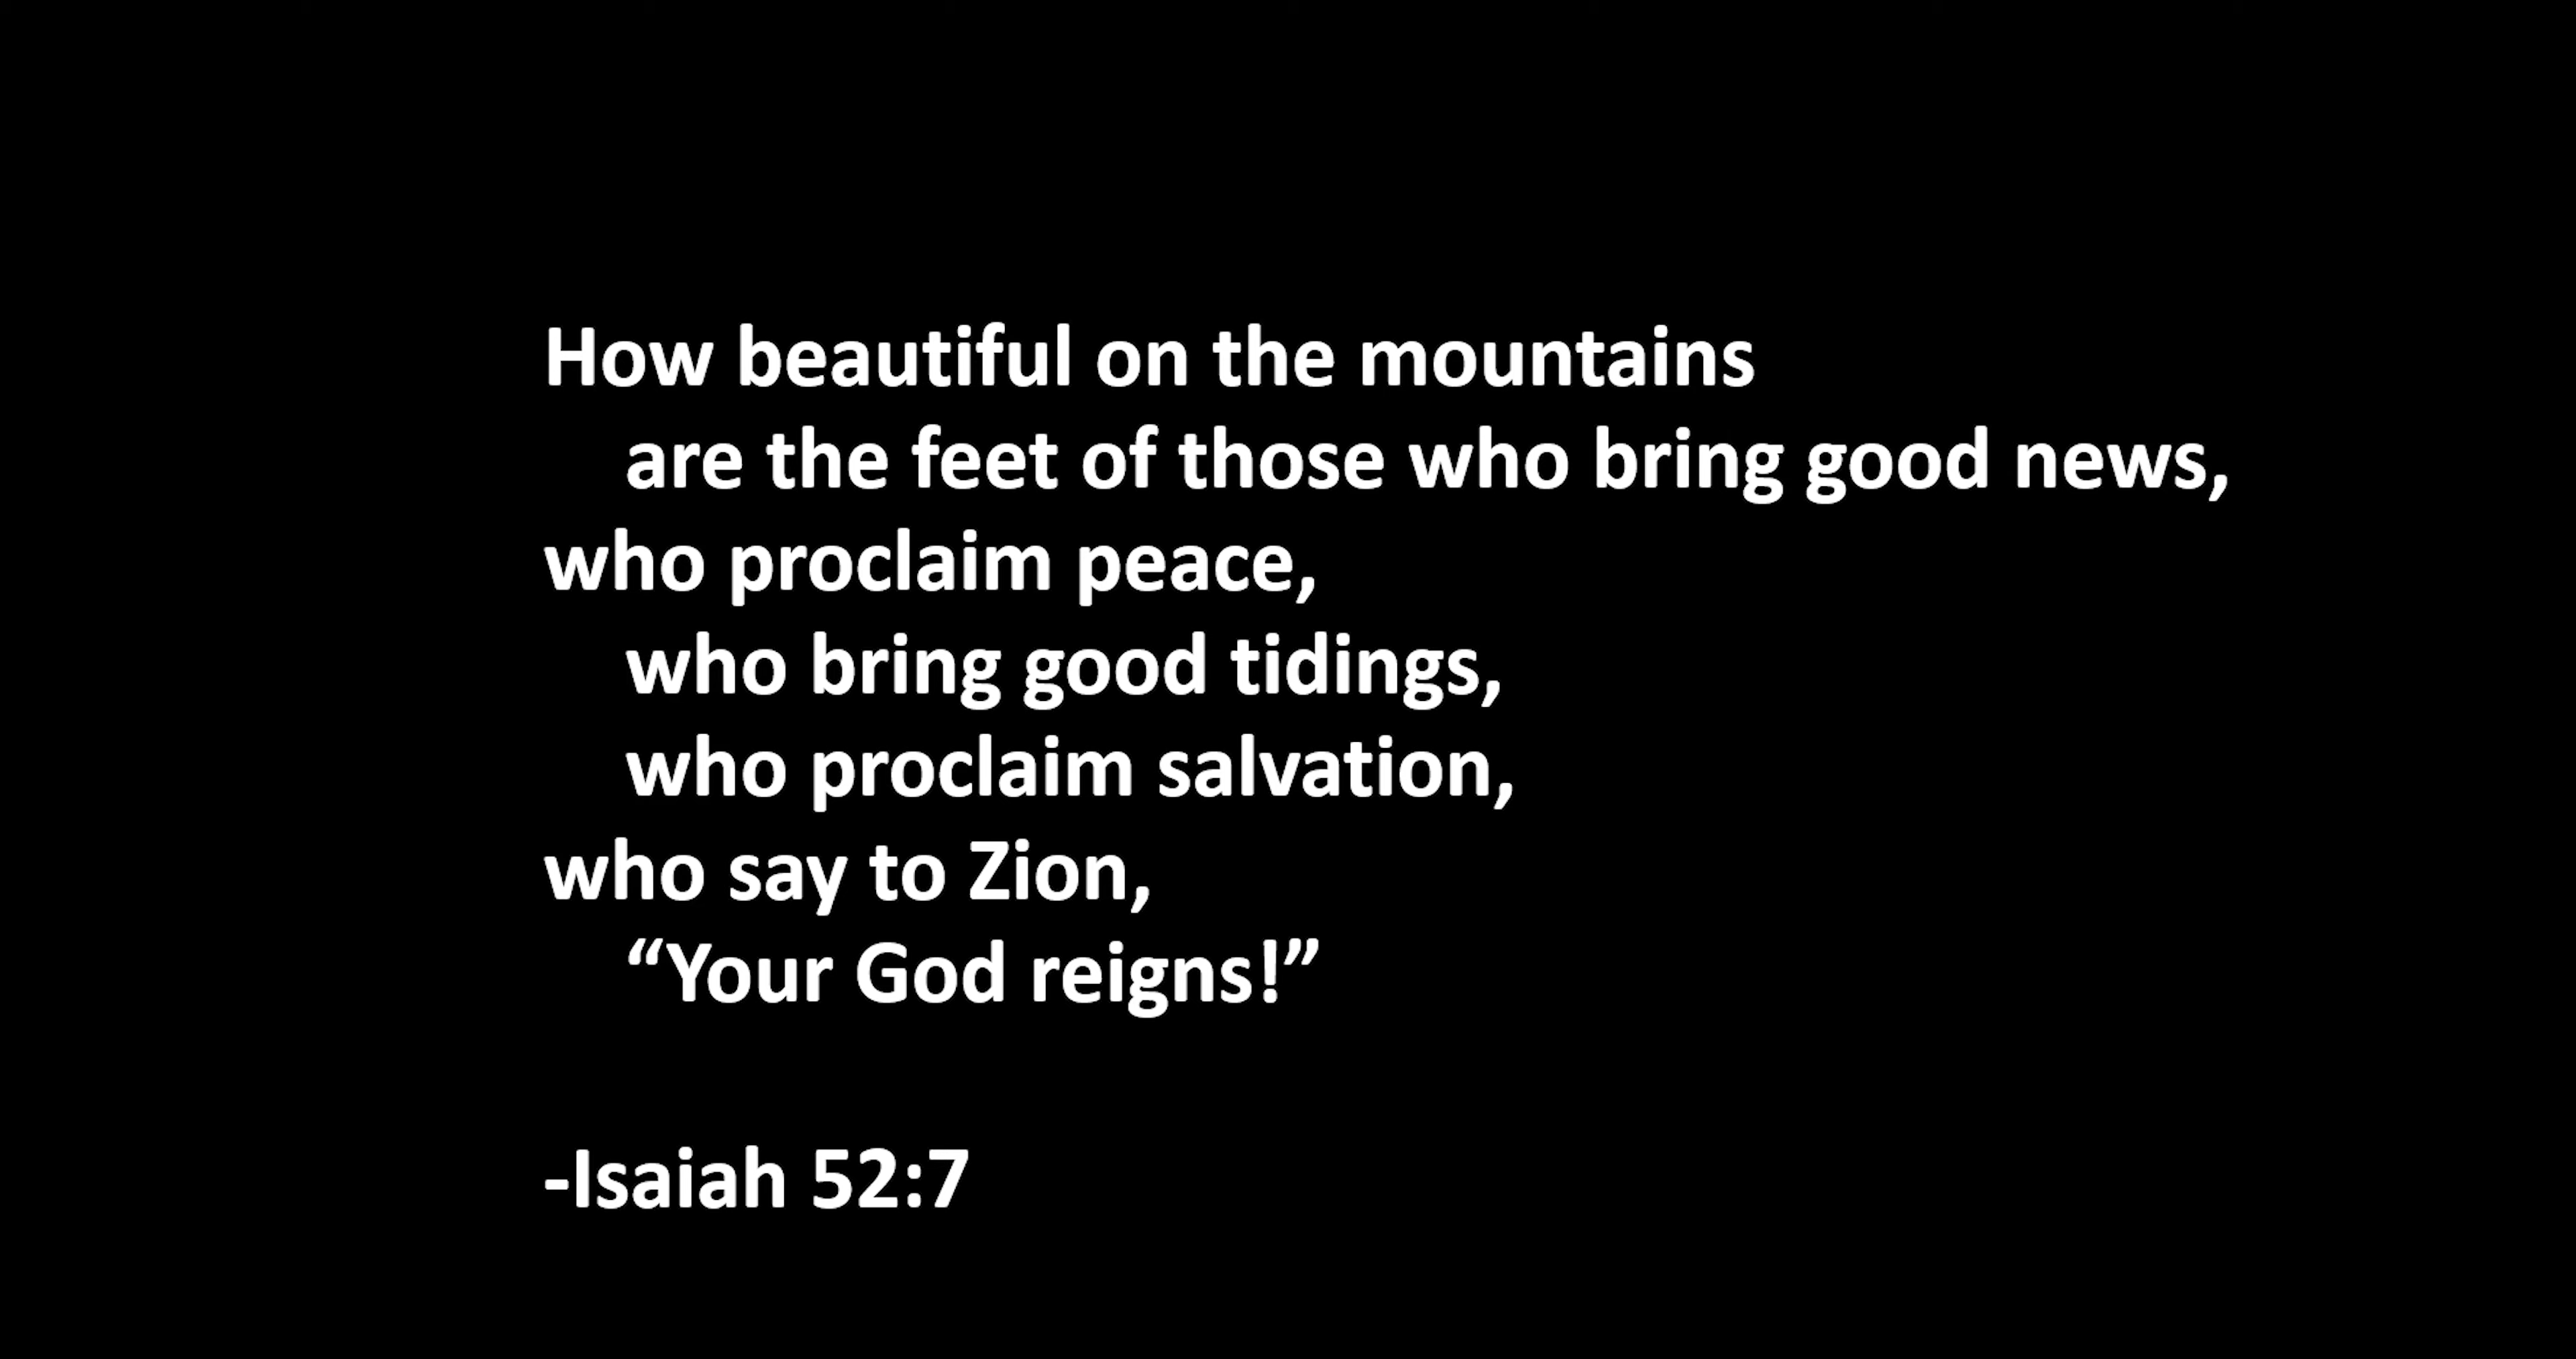 How beautiful on the mountains
are the feet of those who bring good news,
who proclaim peace,
who bring good tidings,
who proclaim salvation,
who say to Zion,
“Your God reigns!”
-Isaiah 52:7